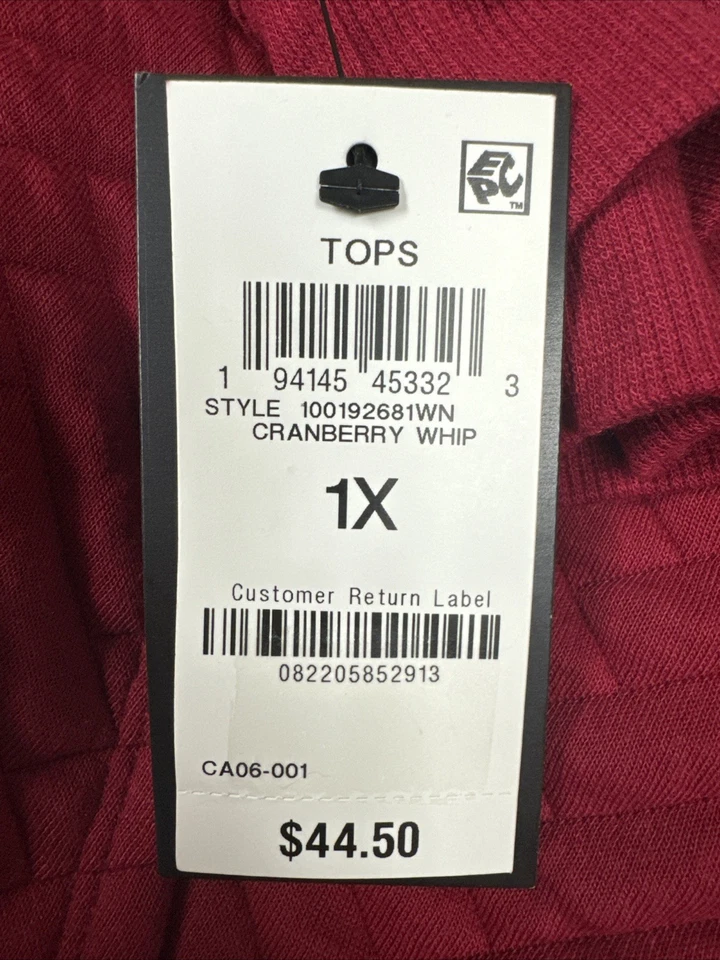 EPC
TM
TOPS
1 94145 45332 3
STYLE 100192681WN
CRANBERRY WHIP
1X
Customer Return Label
082205852913
CA06-001
$44.50